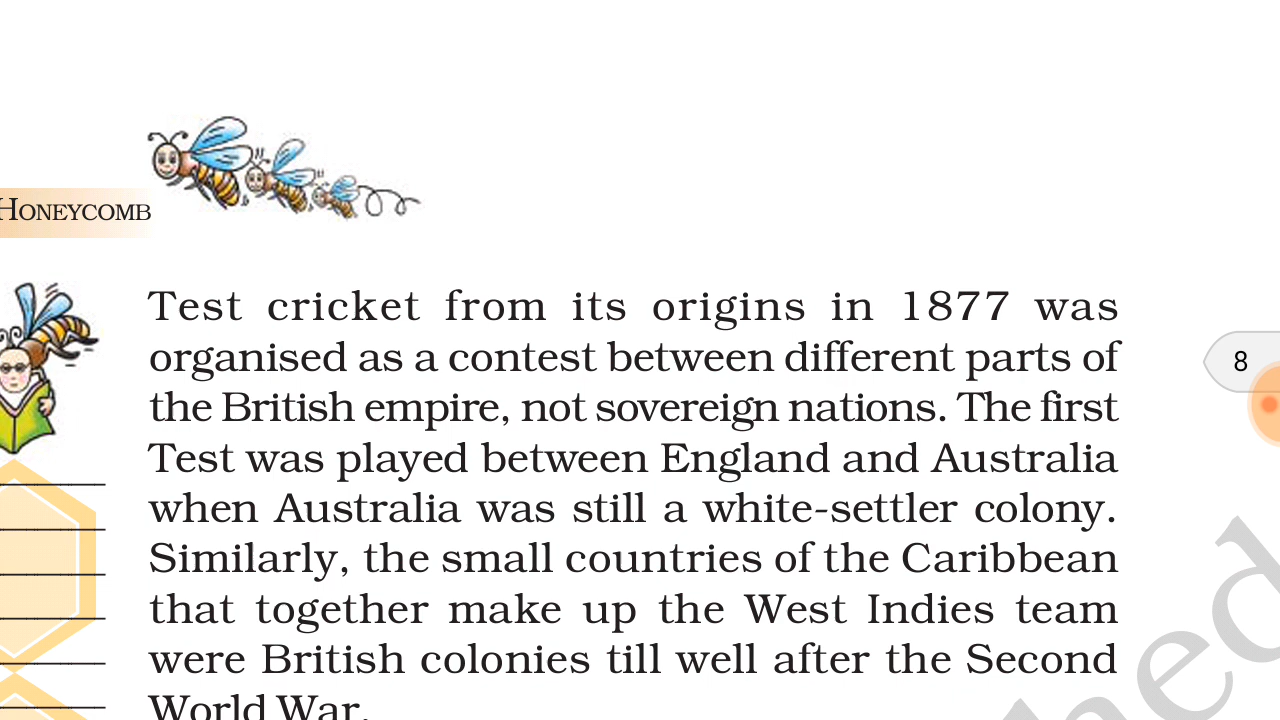 HONEYCOMB
Test cricket from its origins in 1877 was
organised as a contest between different parts of
the British empire, not sovereign nations. The first
Test was played between England and Australia
when Australia was still a white-settler colony.
Similarly, the small countries of the Caribbean
that together make up the West Indies team
were British colonies till well after the Second
World War.
8